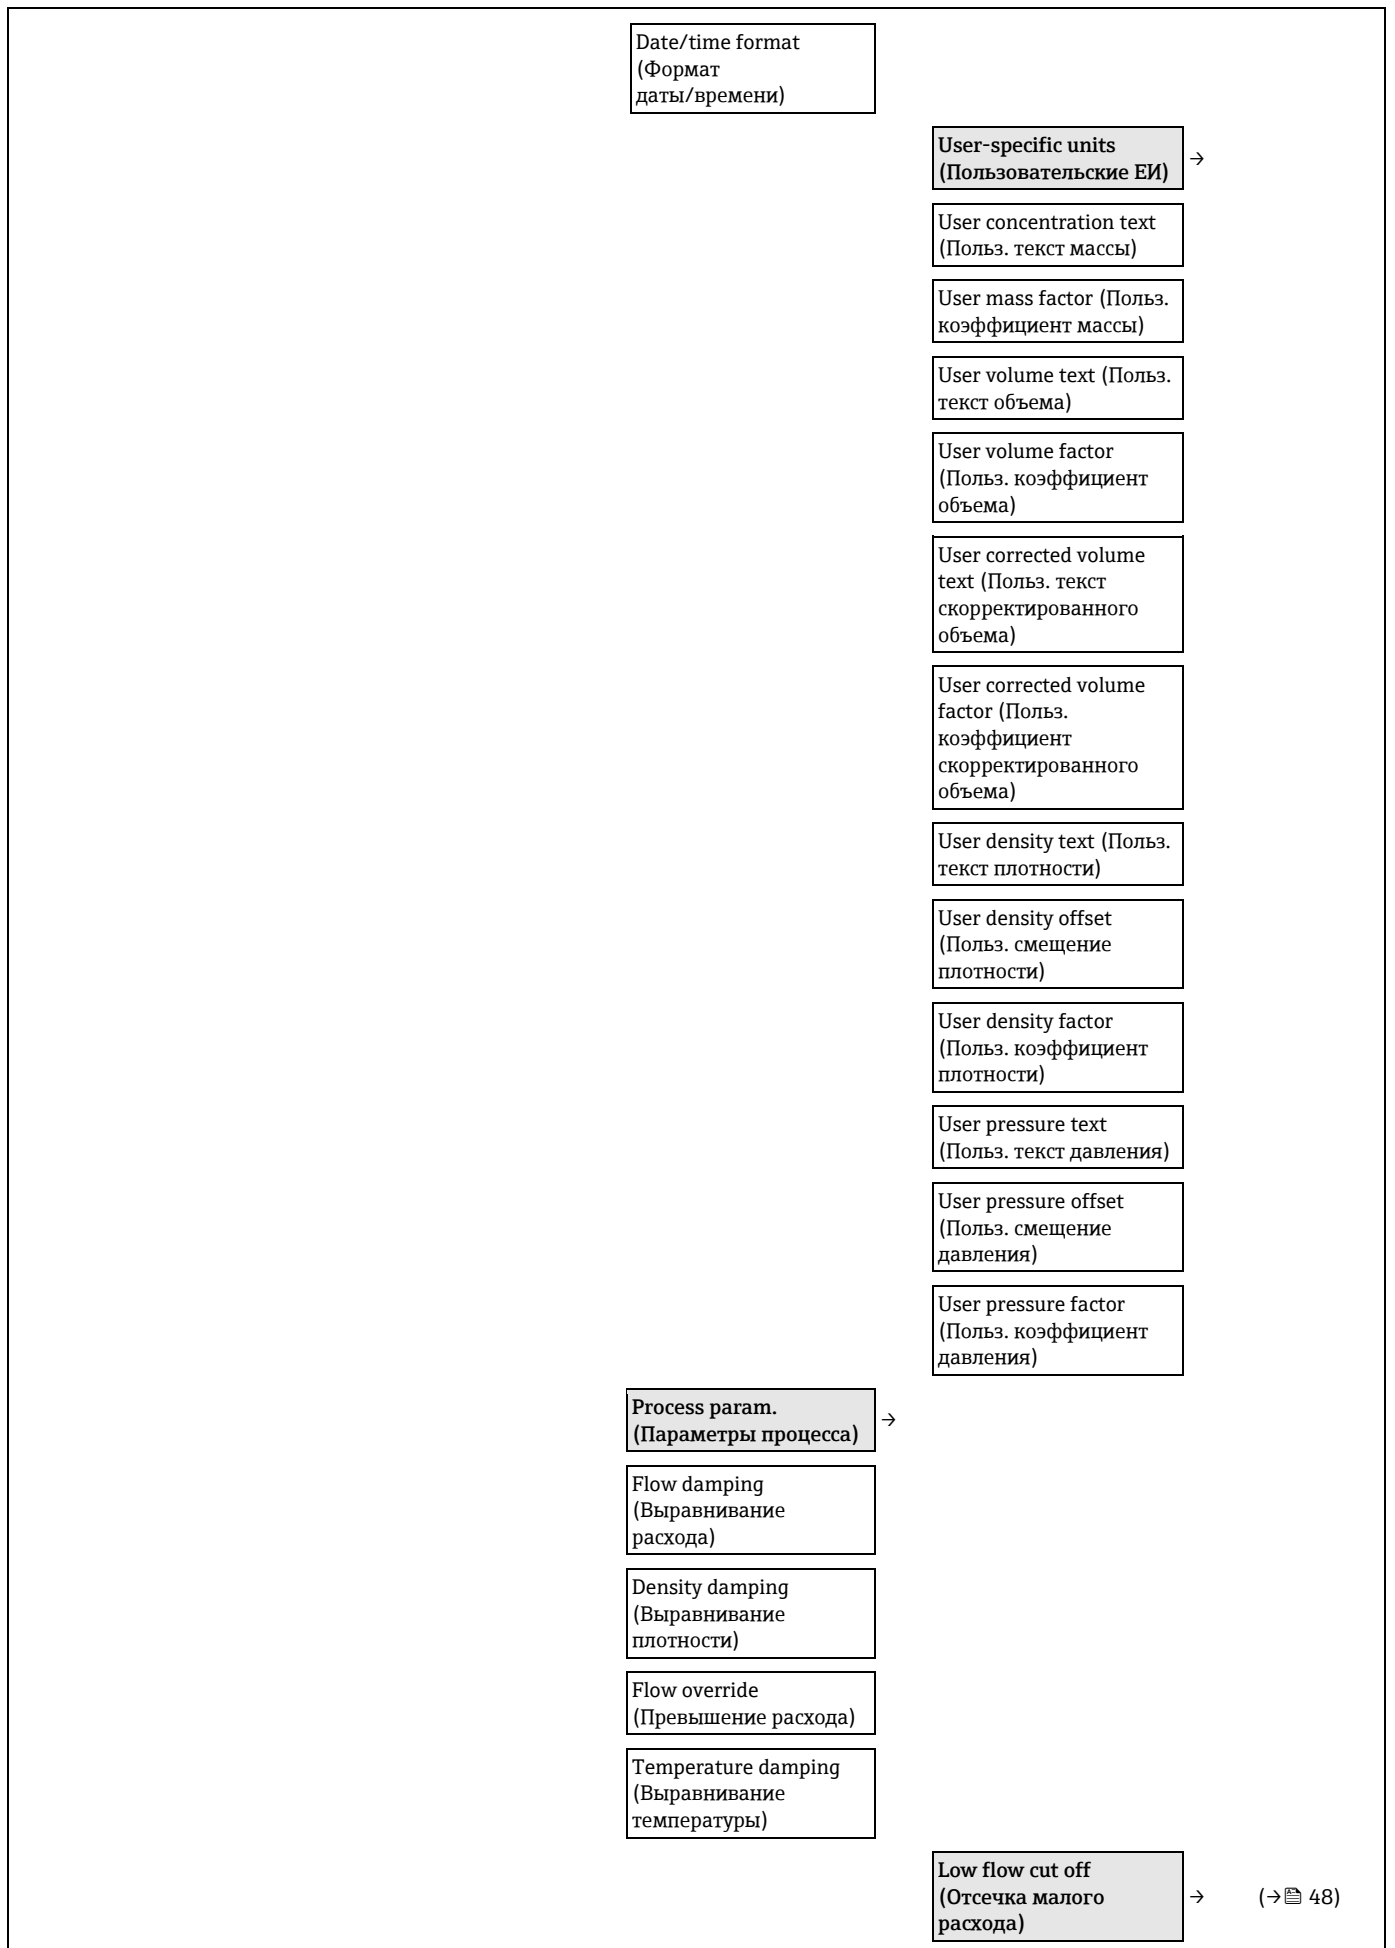 Date/time format
(Формат
даты/времени)
User-specific units
(Пользовательские ЕИ)
→
User concentration text
(Польз. текст массы)
User mass factor (Польз.
коэффициент массы)
User volume text (Польз.
текст объема)
User volume factor
(Польз. коэффициент
объема)
User corrected volume
text (Польз. текст
скорректированного
объема)
User corrected volume
factor (Польз.
коэффициент
скорректированного
объема)
User density text (Польз.
текст плотности)
User density offset
(Польз. смещение
плотности)
User density factor
(Польз. коэффициент
плотности)
User pressure text
(Польз. текст давления)
User pressure offset
(Польз. смещение
давления)
User pressure factor
(Польз. коэффициент
давления)
Process param.
(Параметры процесса)
→
Flow damping
(Выравнивание
расхода)
Density damping
(Выравнивание
плотности)
Flow override
(Превышение расхода)
Temperature damping
(Выравнивание
температуры)
Low flow cut off
(Отсечка малого
расхода)
→ (→ 48)